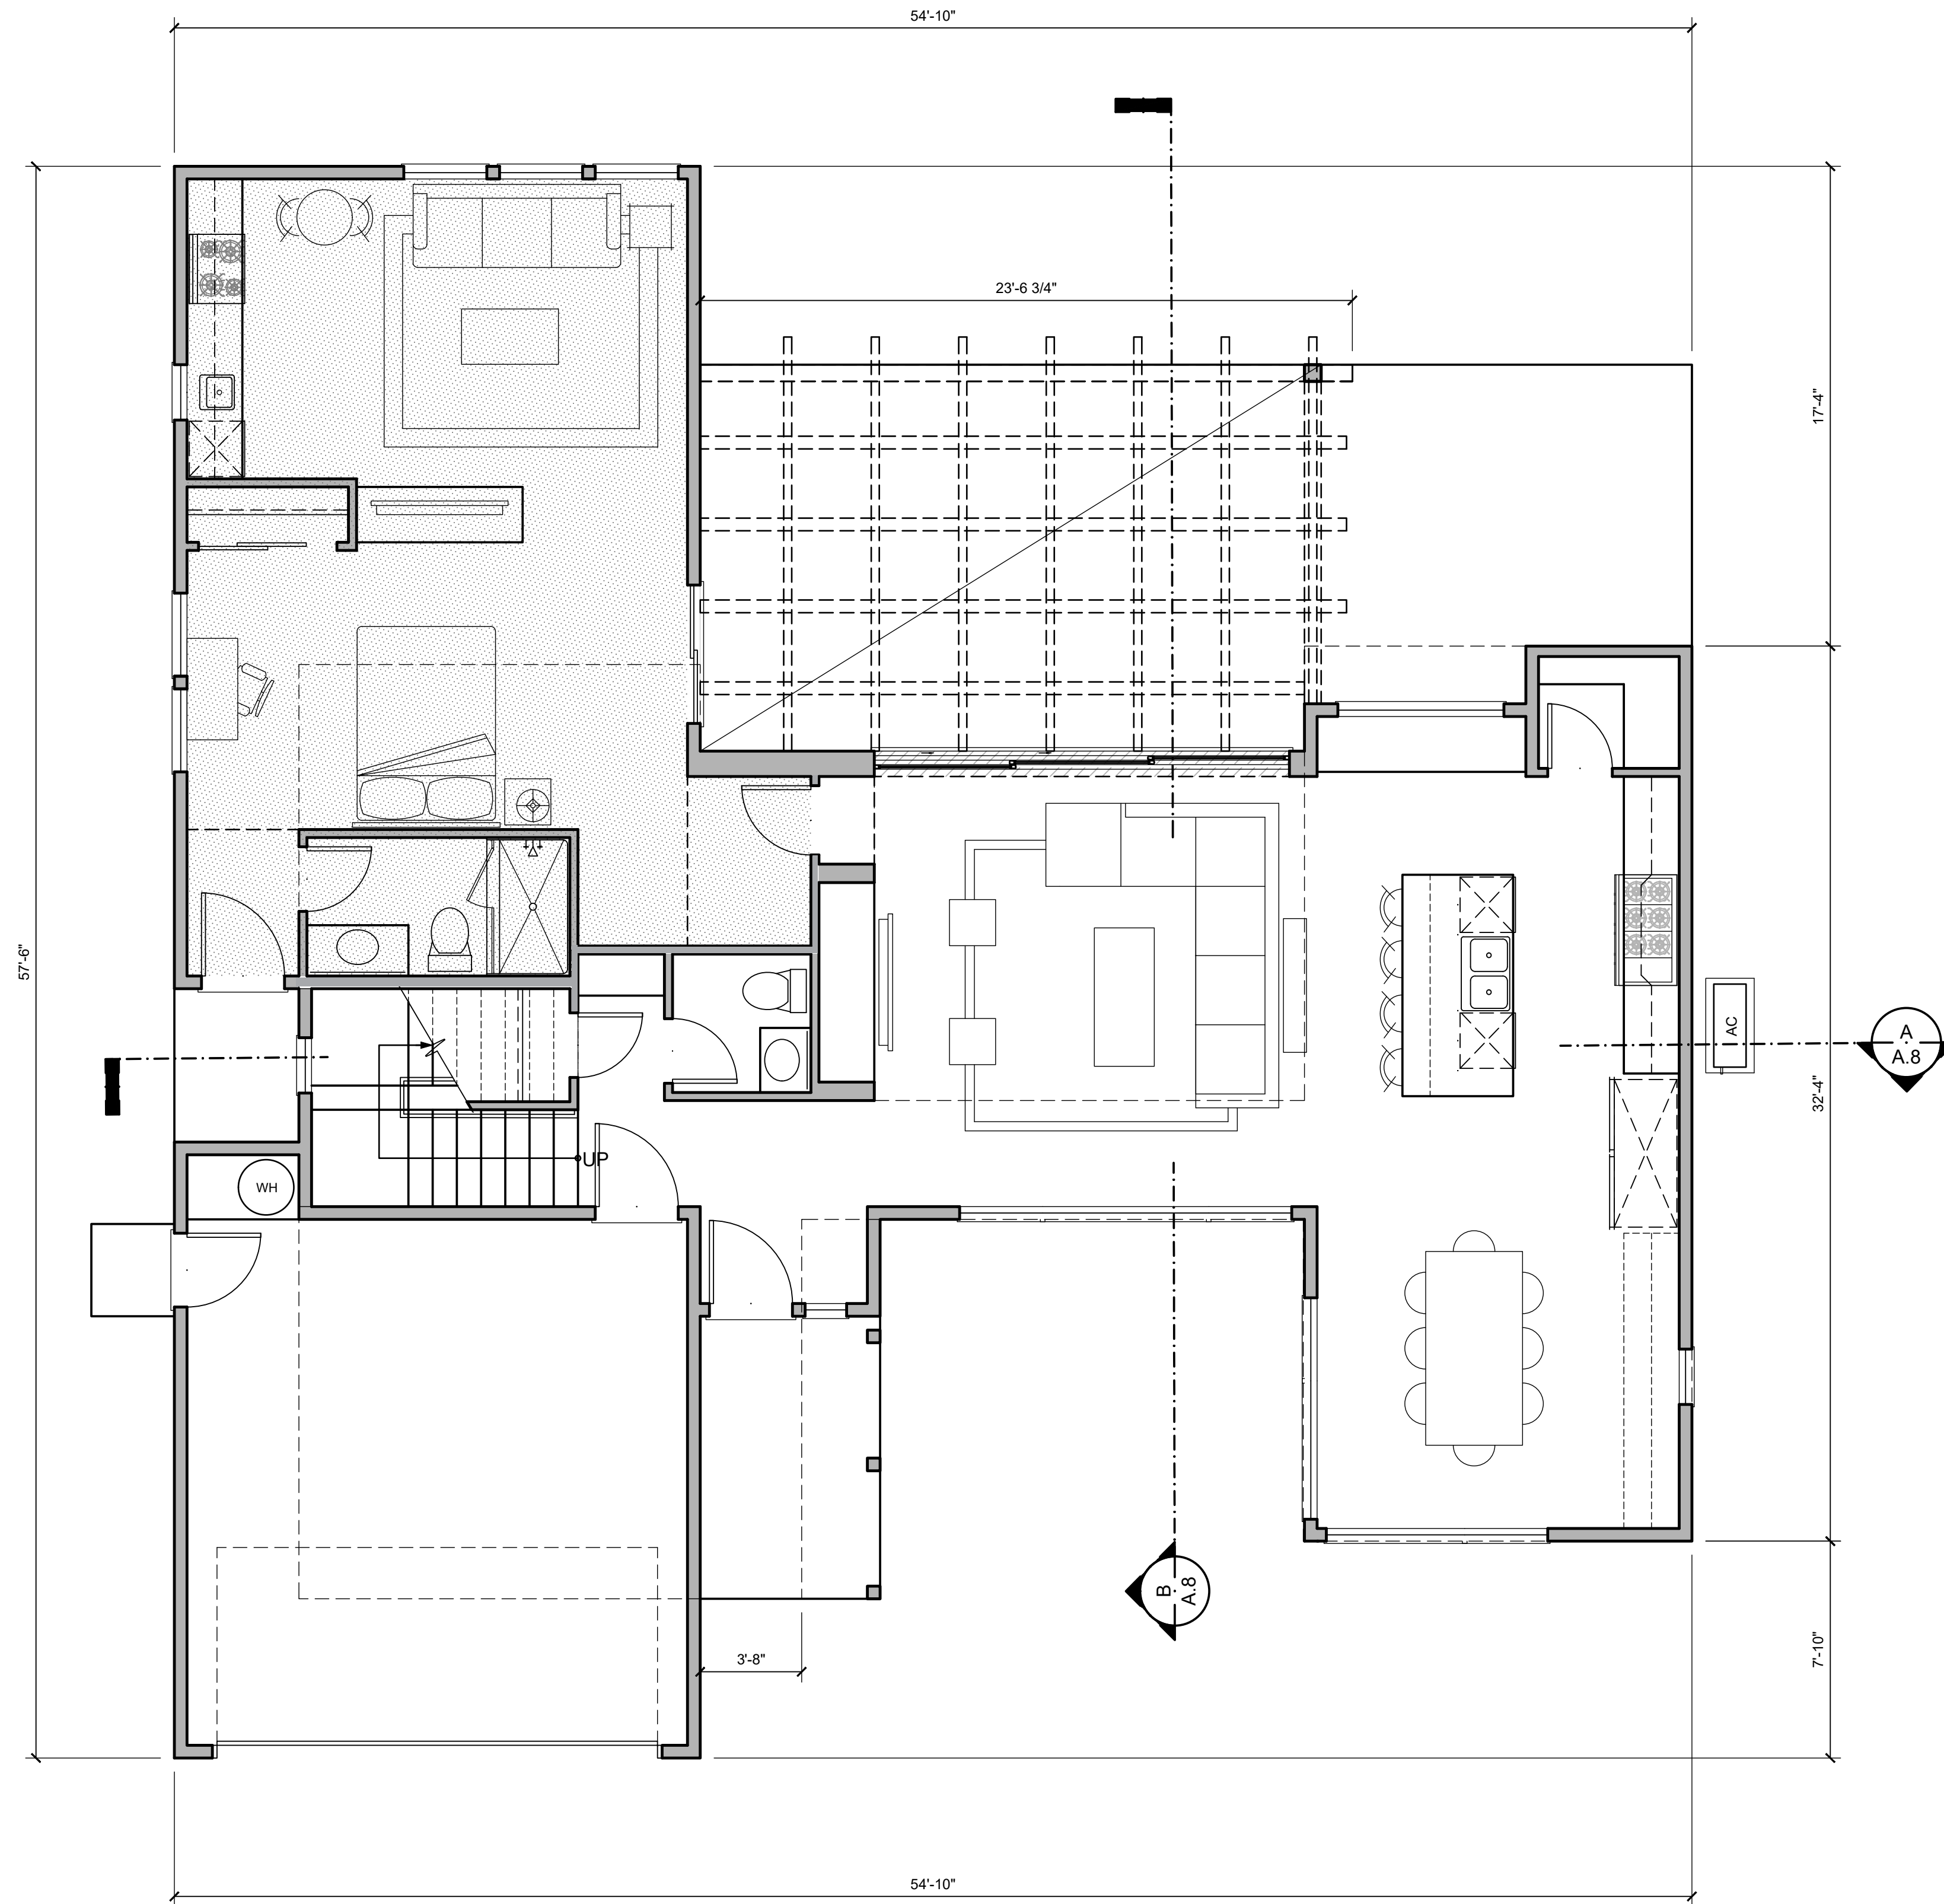 54'-10"
23'-6 3/4"
17'-4"
57'-6"
AC
A
A.8
32'-4"
UP
WH
B
A.8
3'-8"
7'-10"
54'-10"